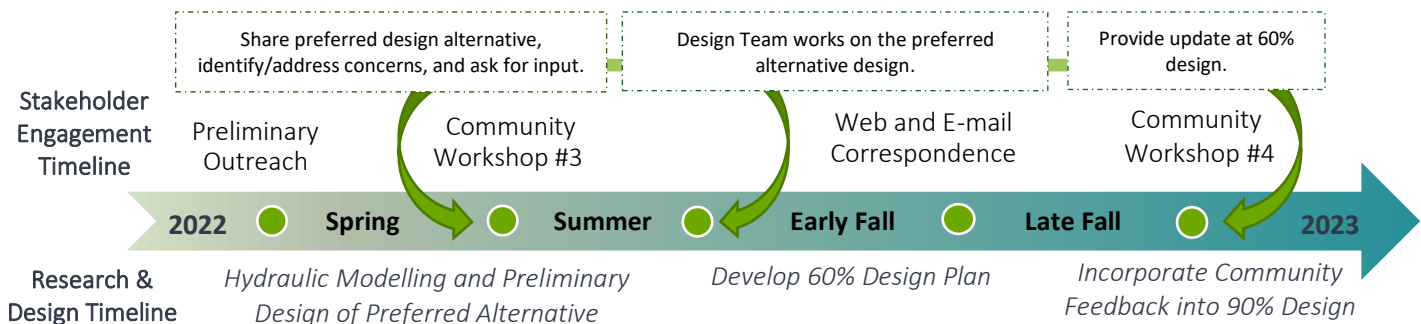 Share preferred design alternative,
identify/address concerns, and ask for input.
Design Team works on the preferred
alternative design.
Provide update at 60%
design.
Stakeholder
Engagement
Timeline
Preliminary
Outreach
Community
Workshop #3
Web and E-mail
Correspondence
Community
Workshop #4
2022
Spring
Summer
Early Fall
Late Fall
2023
Research &
Design Timeline
Hydraulic Modelling and Preliminary
Design of Preferred Alternative
Develop 60% Design Plan
Incorporate Community
Feedback into 90% Design